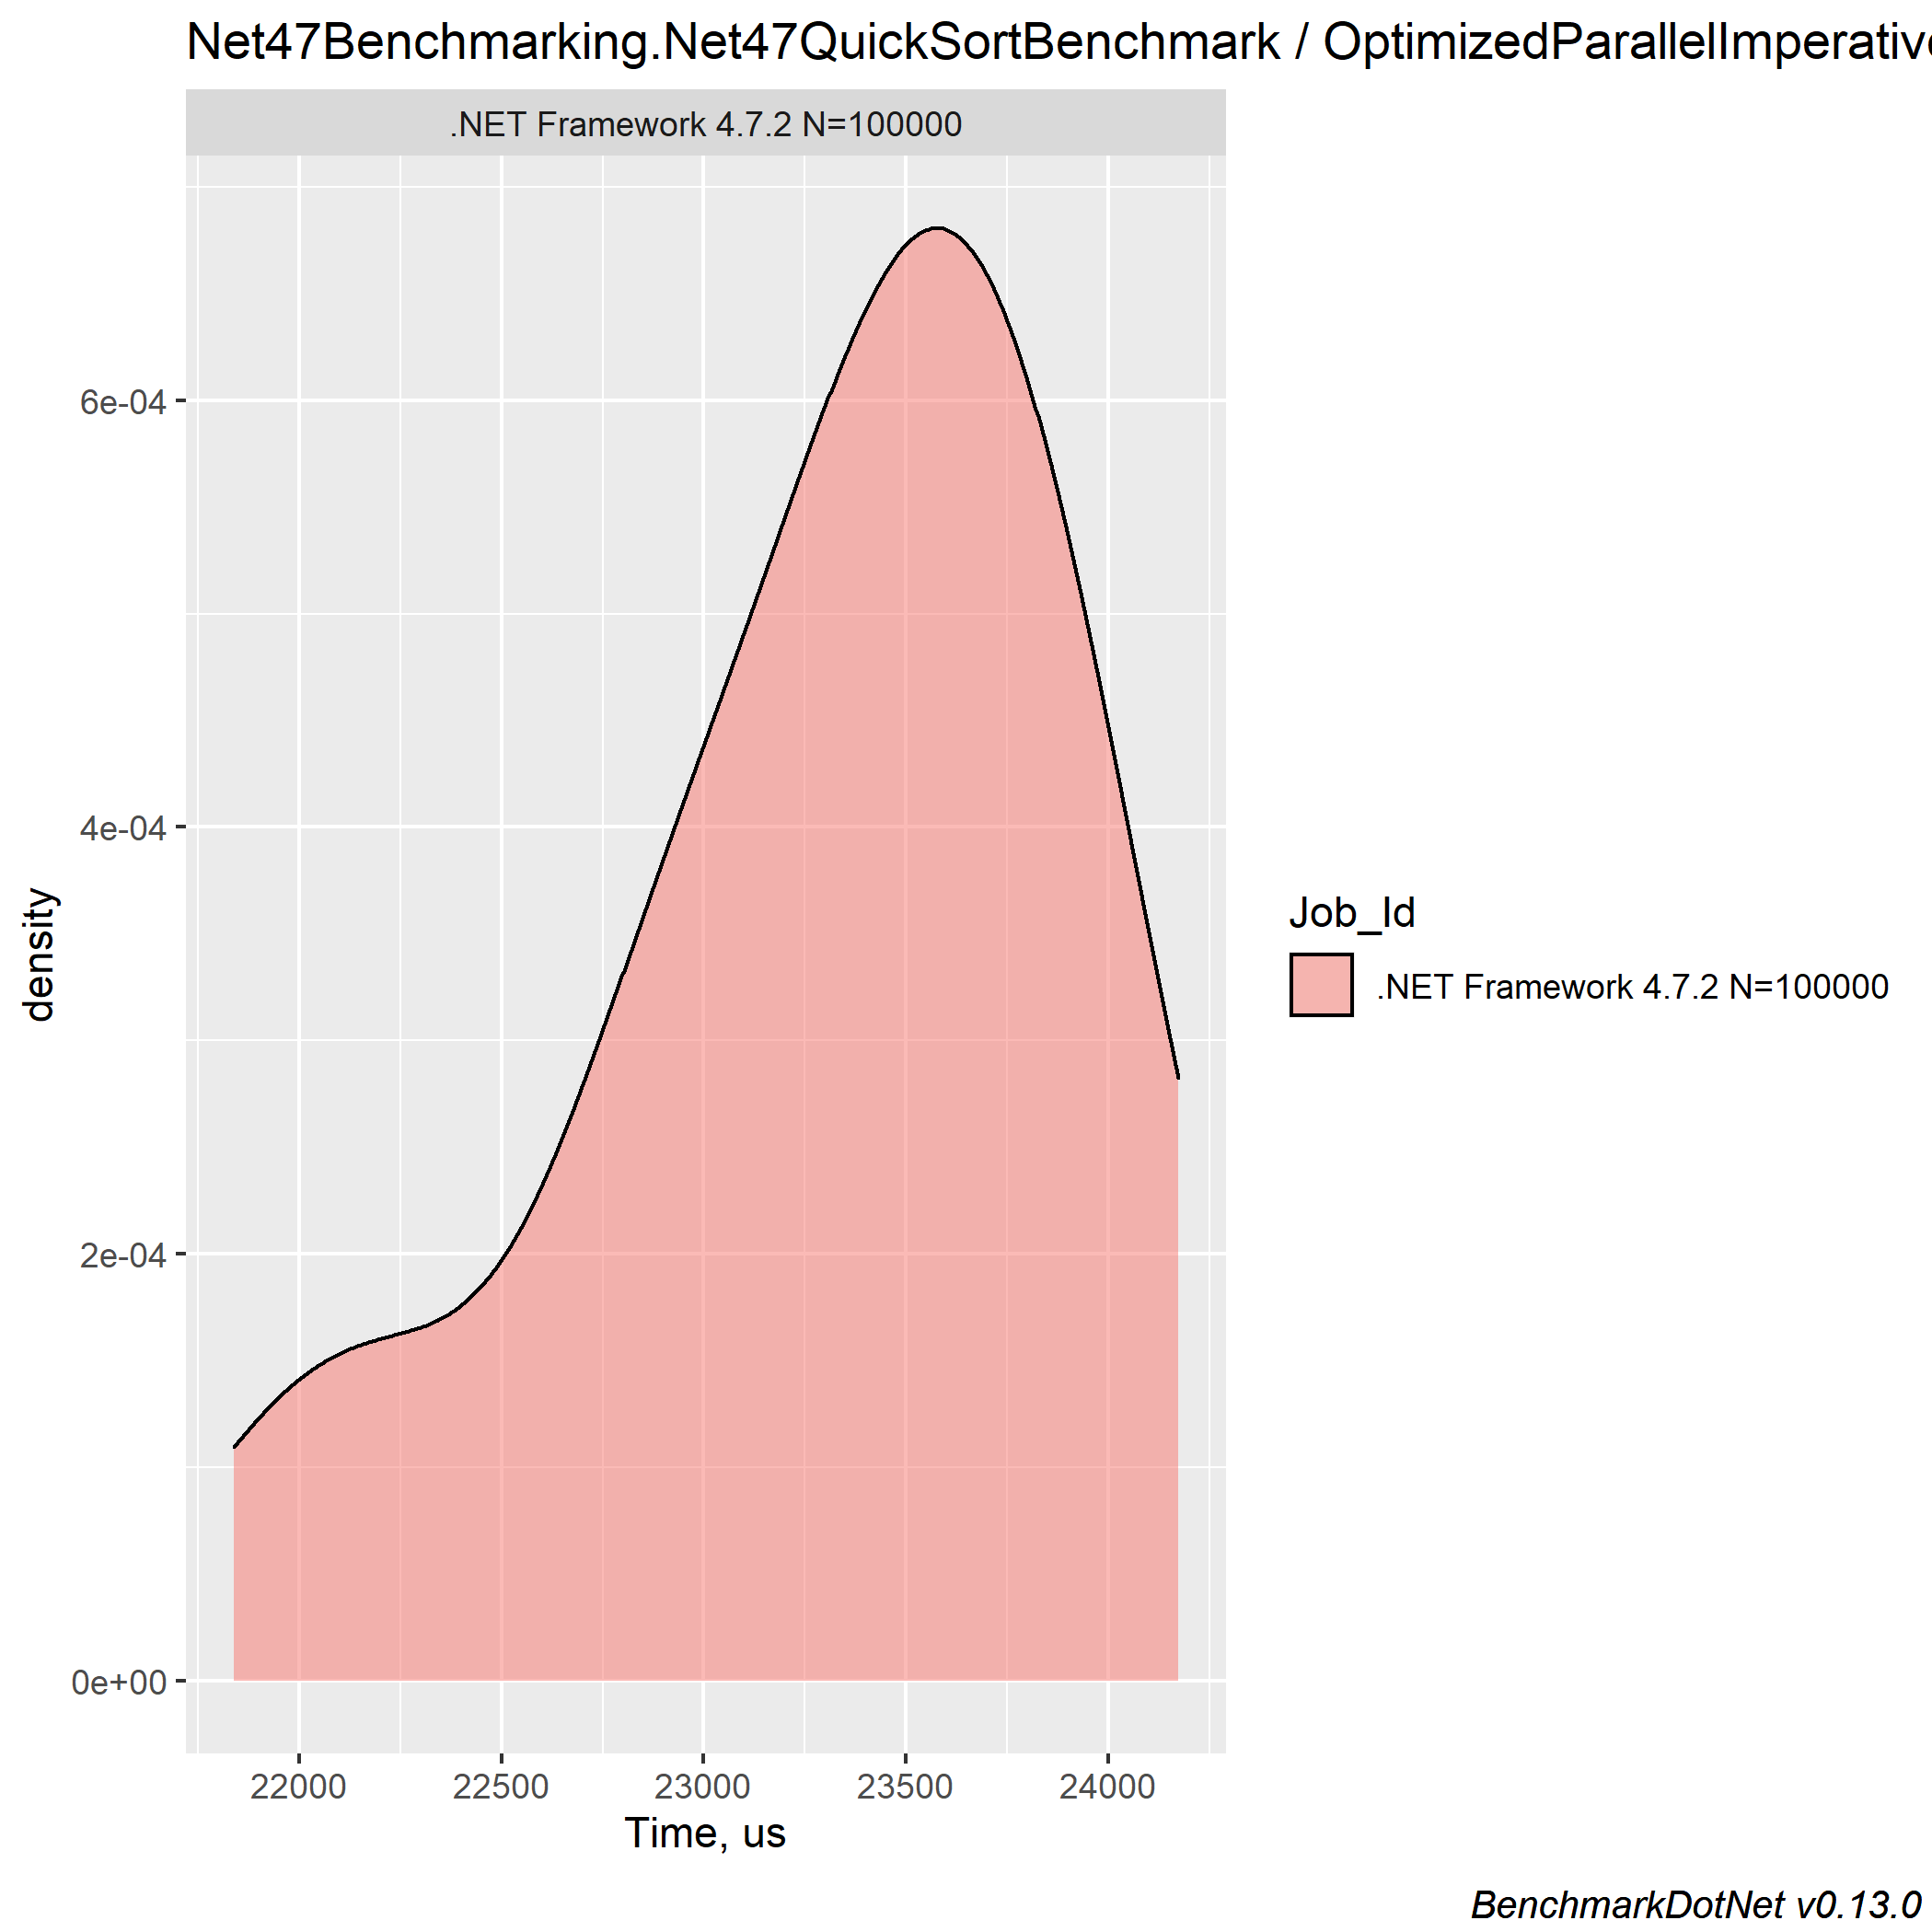 Net47Benchmarking.Net47QuickSortBenchmark / OptimizedParallelImperative
.NET Framework 4.7.2 N=100000
6e-04
4e-04
2e-04
0e+00
density
22000 22500 23000 23500 24000
Time, us
Job_Id
.NET Framework 4.7.2 N=100000
BenchmarkDotNet v0.13.0